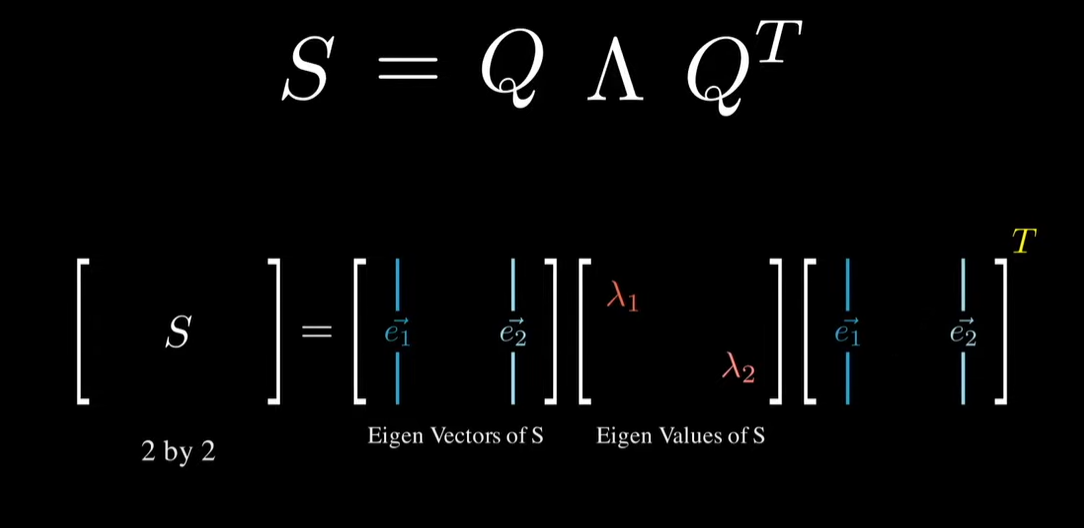 S = Q Λ Q^T
[ S ] = [ e⃗₁ e⃗₂ ] [ λ₁ λ₂ ] [ e⃗₁ e⃗₂ ]^T
2 by 2
Eigen Vectors of S
Eigen Values of S